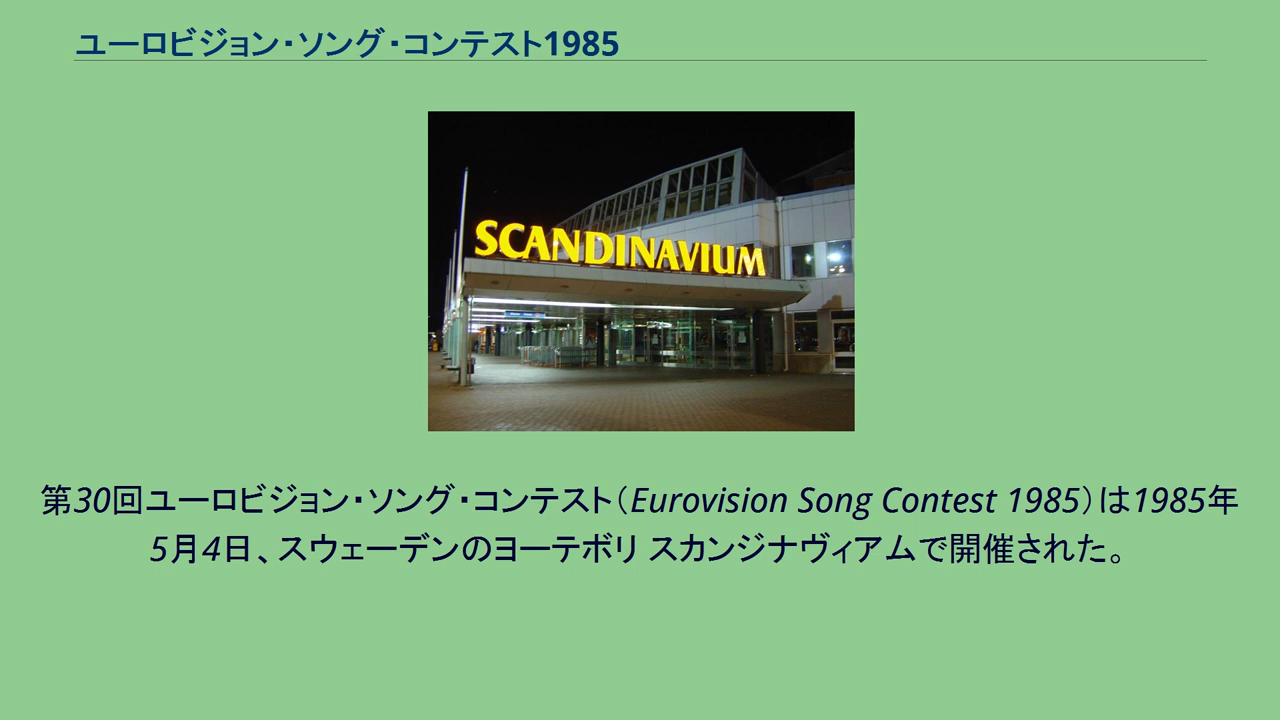 ユーロビジョン・ソング・コンテスト1985
SCANDINAVIUM
第30回ユーロビジョン・ソング・コンテスト（Eurovision Song Contest 1985）は1985年
5月4日、スウェーデンのヨーテボリ スカンジナヴィアムで開催された。